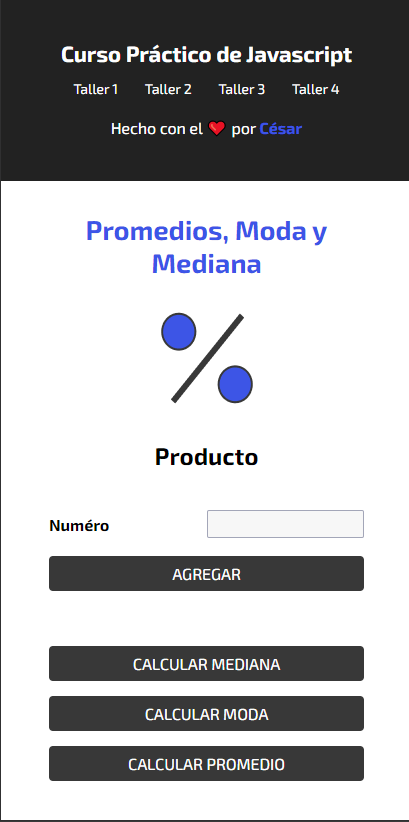 Curso Práctico de Javascript
Taller 1 Taller 2 Taller 3 Taller 4
Hecho con el ❤️ por César
Promedios, Moda y
Mediana
Producto
Numéro
AGREGAR
CALCULAR MEDIANA
CALCULAR MODA
CALCULAR PROMEDIO